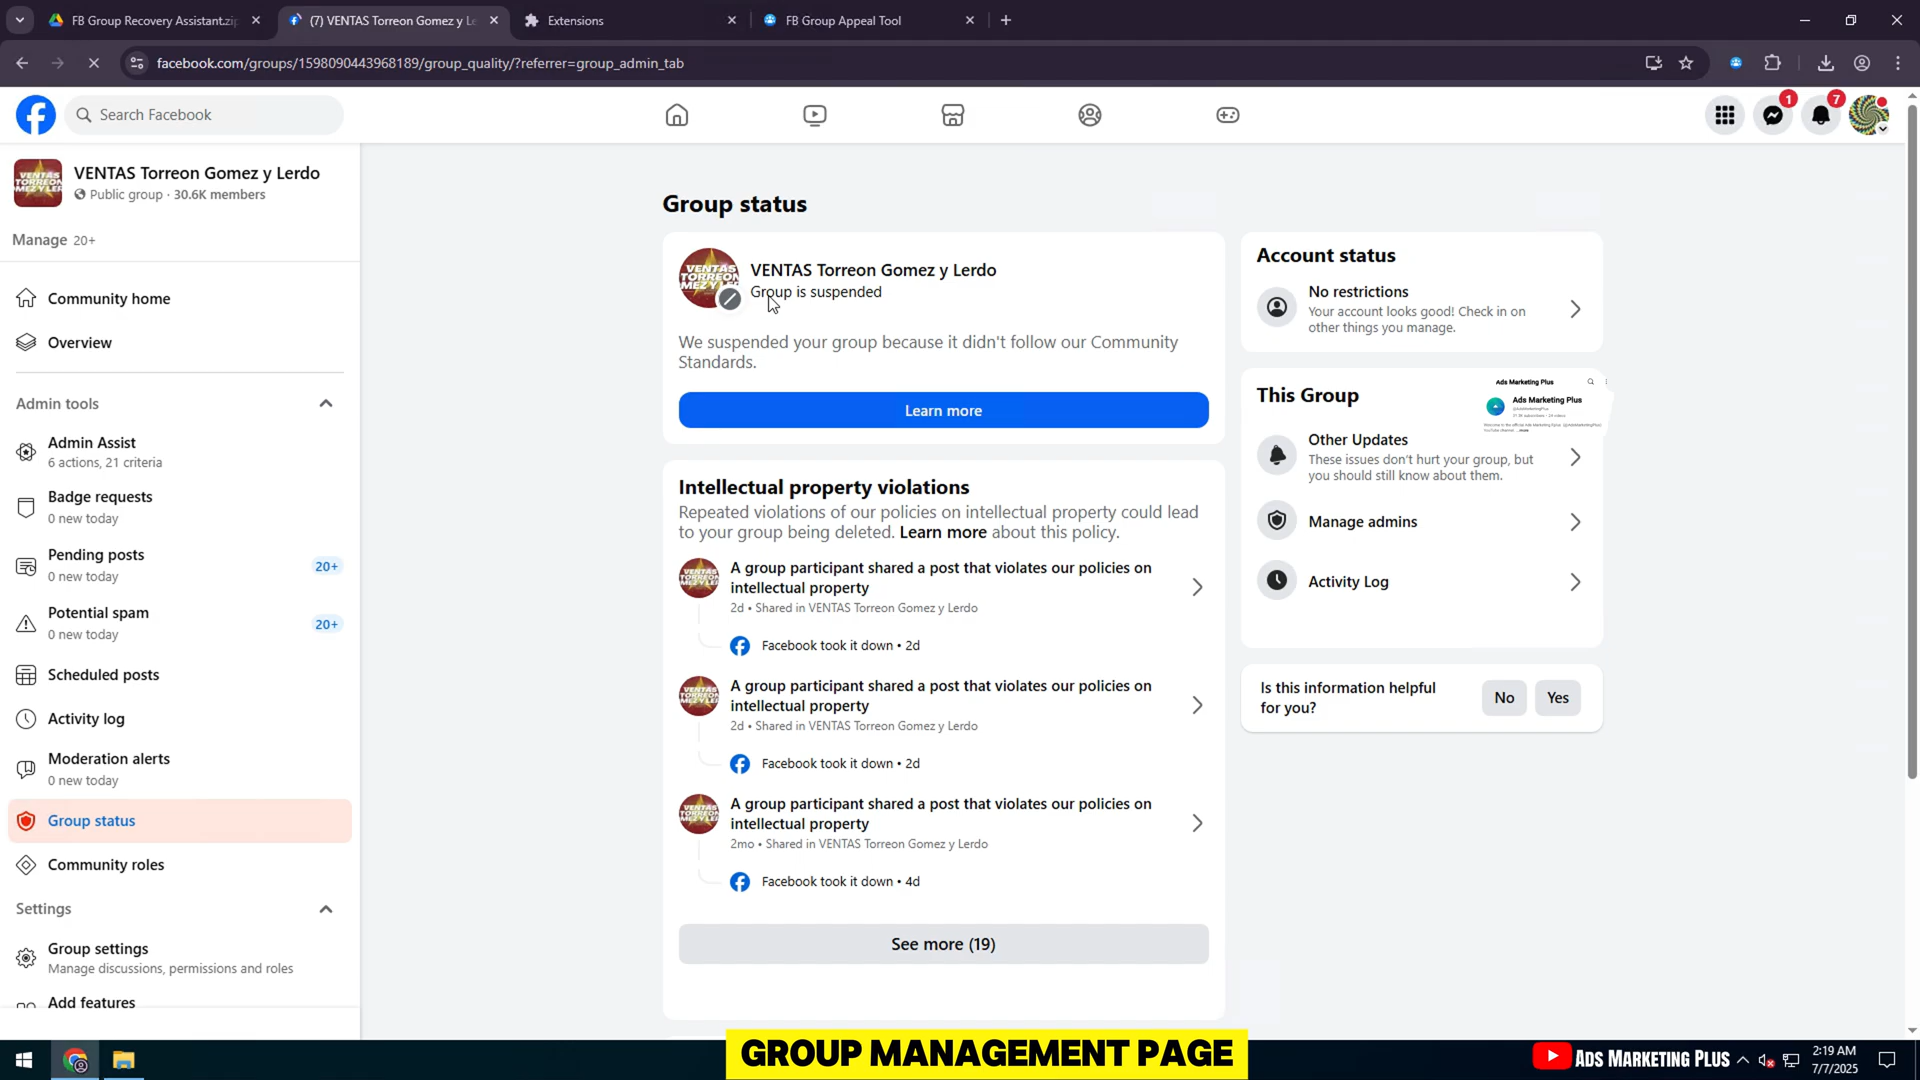 FB Group Recovery Assistant.zip
(7) VENTAS Torreon Gomez y Le
Extensions
FB Group Appeal Tool
facebook.com/groups/1598090443968189/group_quality/?referrer=group_admin_tab
Search Facebook
1
7
VENTAS Torreon Gomez y Lerdo
Public group · 30.6K members
Manage 20+
Community home
Overview
Admin tools
Admin Assist
6 actions, 21 criteria
Badge requests
0 new today
Pending posts
0 new today
20+
Potential spam
0 new today
20+
Scheduled posts
Activity log
Moderation alerts
0 new today
Group status
Community roles
Settings
Group settings
Manage discussions, permissions and roles
Add features
Group status
VENTAS Torreon Gomez y Lerdo
Group is suspended
We suspended your group because it didn't follow our Community
Standards.
Learn more
Intellectual property violations
Repeated violations of our policies on intellectual property could lead
to your group being deleted. Learn more about this policy.
A group participant shared a post that violates our policies on
intellectual property
2d • Shared in VENTAS Torreon Gomez y Lerdo
Facebook took it down • 2d
A group participant shared a post that violates our policies on
intellectual property
2d • Shared in VENTAS Torreon Gomez y Lerdo
Facebook took it down • 2d
A group participant shared a post that violates our policies on
intellectual property
2mo • Shared in VENTAS Torreon Gomez y Lerdo
Facebook took it down • 4d
See more (19)
Account status
No restrictions
Your account looks good! Check in on
other things you manage.
This Group
Ads Marketing Plus
Ads Marketing Plus
Other Updates
These issues don't hurt your group, but
you should still know about them.
Manage admins
Activity Log
Is this information helpful
for you?
No
Yes
GROUP MANAGEMENT PAGE
ADS MARKETING PLUS
2:19 AM
7/7/2025